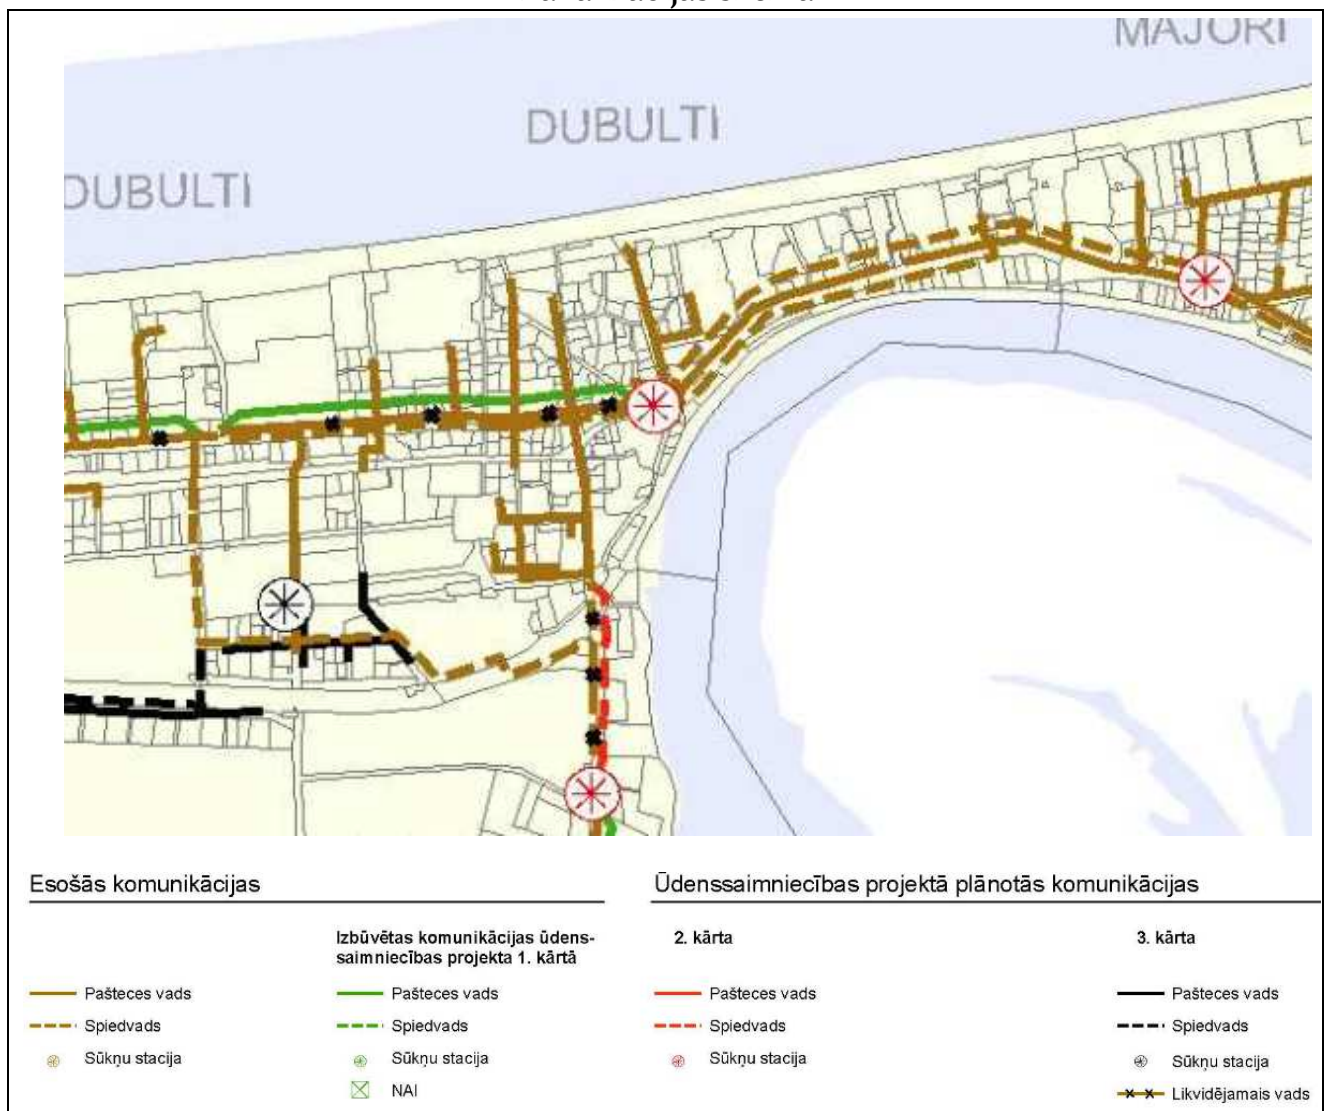 MAJORI
DUBULTI
DUBULTI
Esošās komunikācijas
Ūdenssaimniecības projektā plānotās komunikācijas
Izbūvētas komunikācijas ūdens-
saimniecības projekta 1. kārtā
2. kārta
3. kārta
Pašteces vads
Pašteces vads
Pašteces vads
Pašteces vads
Spiedvads
Spiedvads
Spiedvads
Spiedvads
Sūkņu stacija
Sūkņu stacija
Sūkņu stacija
Sūkņu stacija
NAI
Likvidējamais vads